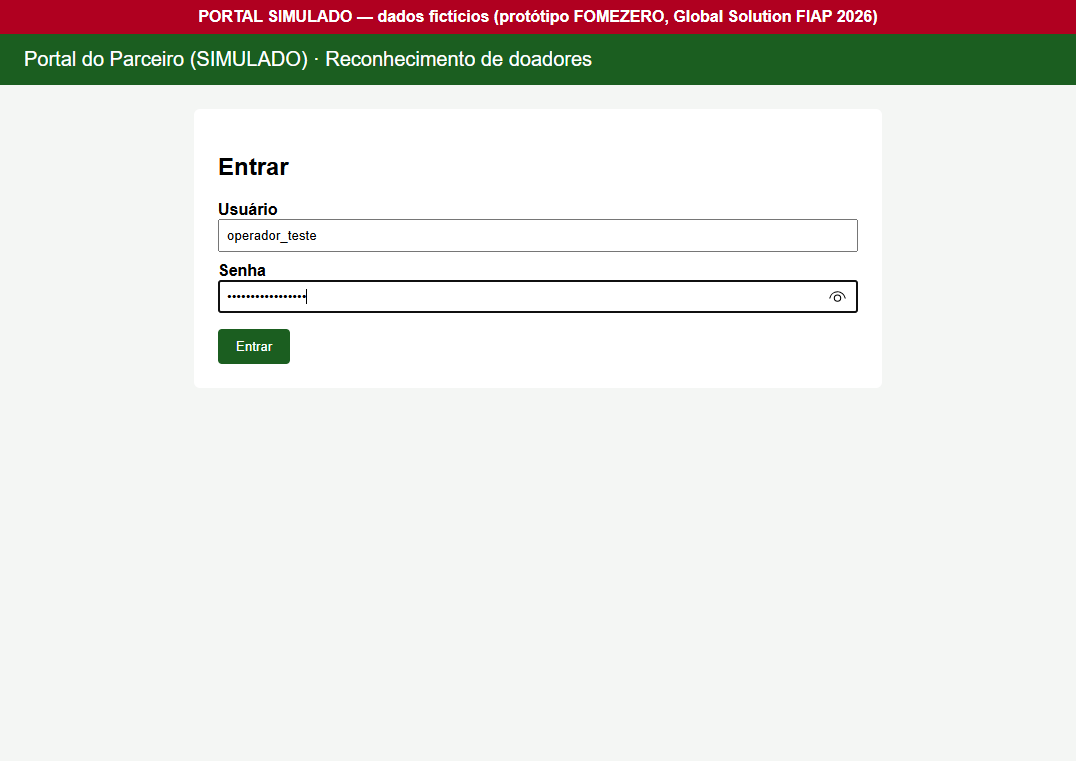 PORTAL SIMULADO — dados fictícios (protótipo FOMEZERO, Global Solution FIAP 2026)
Portal do Parceiro (SIMULADO) · Reconhecimento de doadores
Entrar
Usuário
operador_teste
Senha
•••••••••••••••••
Entrar